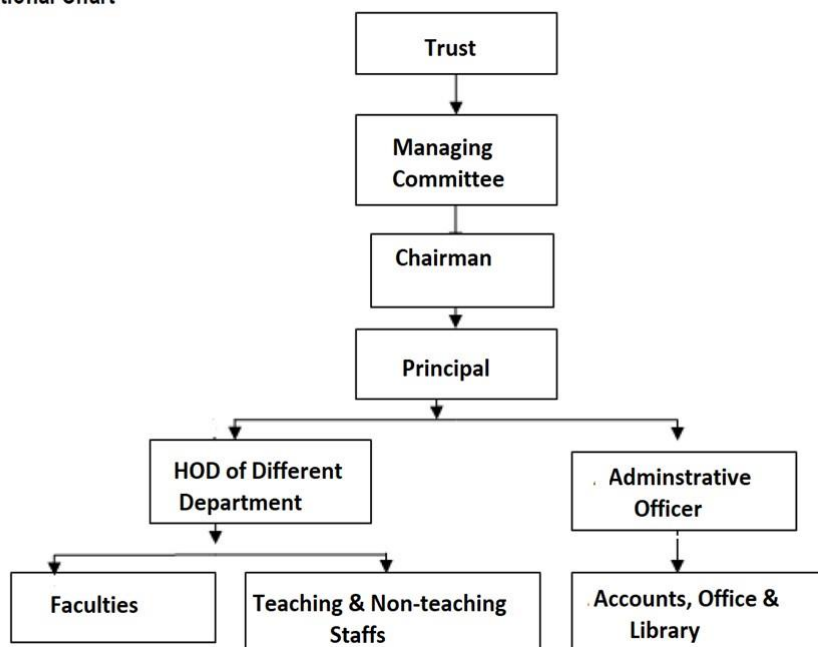 Trust
Managing
Committee
Chairman
Principal
HOD of Different
Department
Adminstrative
Officer
Faculties
Teaching & Non-teaching
Staffs
Accounts, Office &
Library